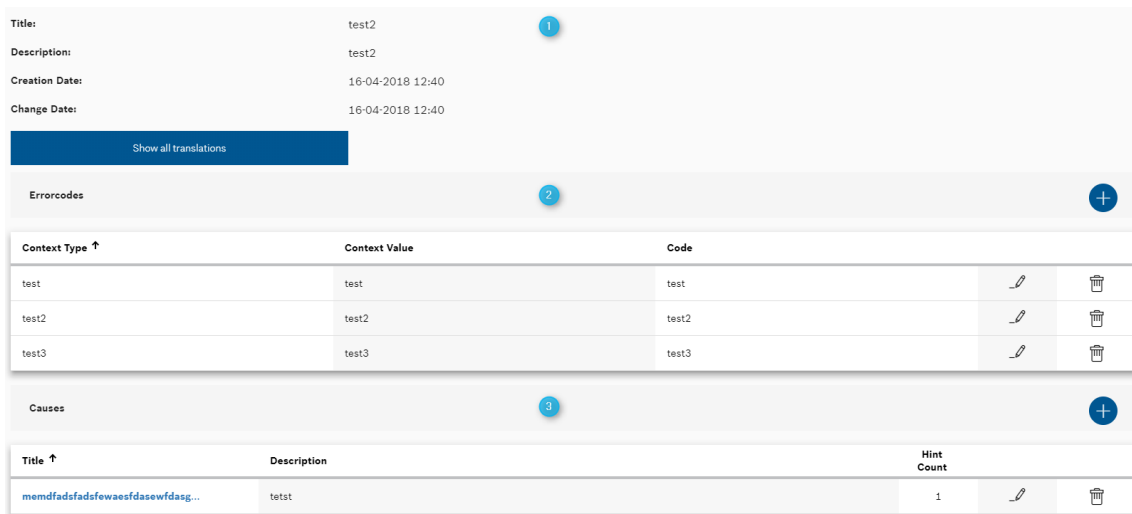 Title: test2 1
Description: test2
Creation Date: 16-04-2018 12:40
Change Date: 16-04-2018 12:40
Show all translations
Errorcodes 2
Context Type ↑ Context Value Code
test test test
test2 test2 test2
test3 test3 test3
Causes 3
Title ↑ Description Hint Count
memdfadsfadsfewaesfdasewfdasg... tetst 1